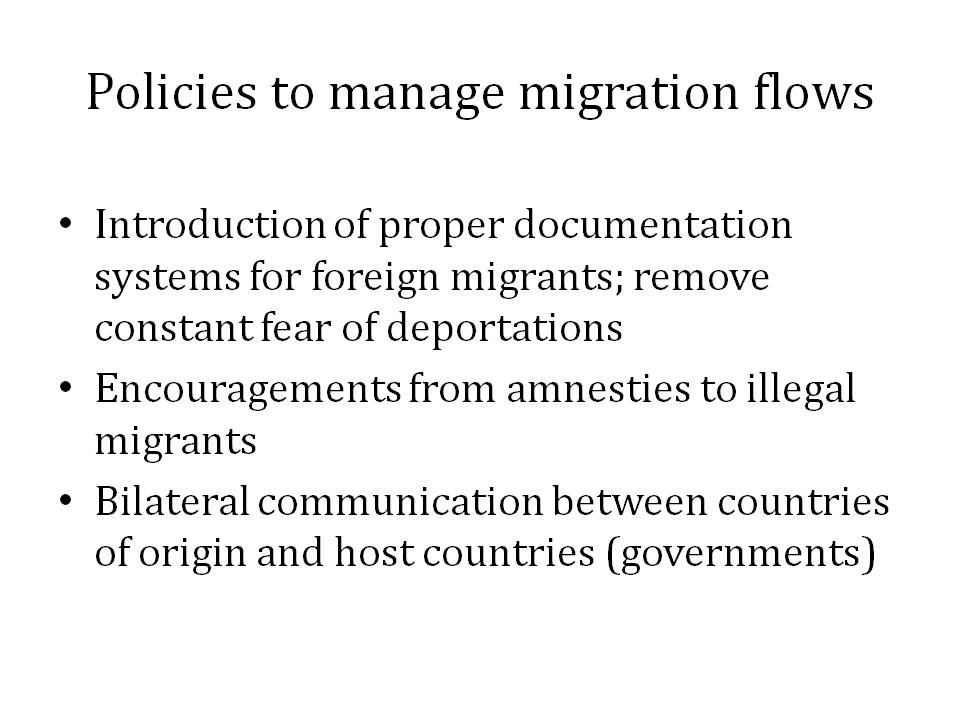 Policies to manage migration flows
• Introduction of proper documentation
systems for foreign migrants; remove
constant fear of deportations
• Encouragements from amnesties to illegal
migrants
• Bilateral communication between countries
of origin and host countries (governments)